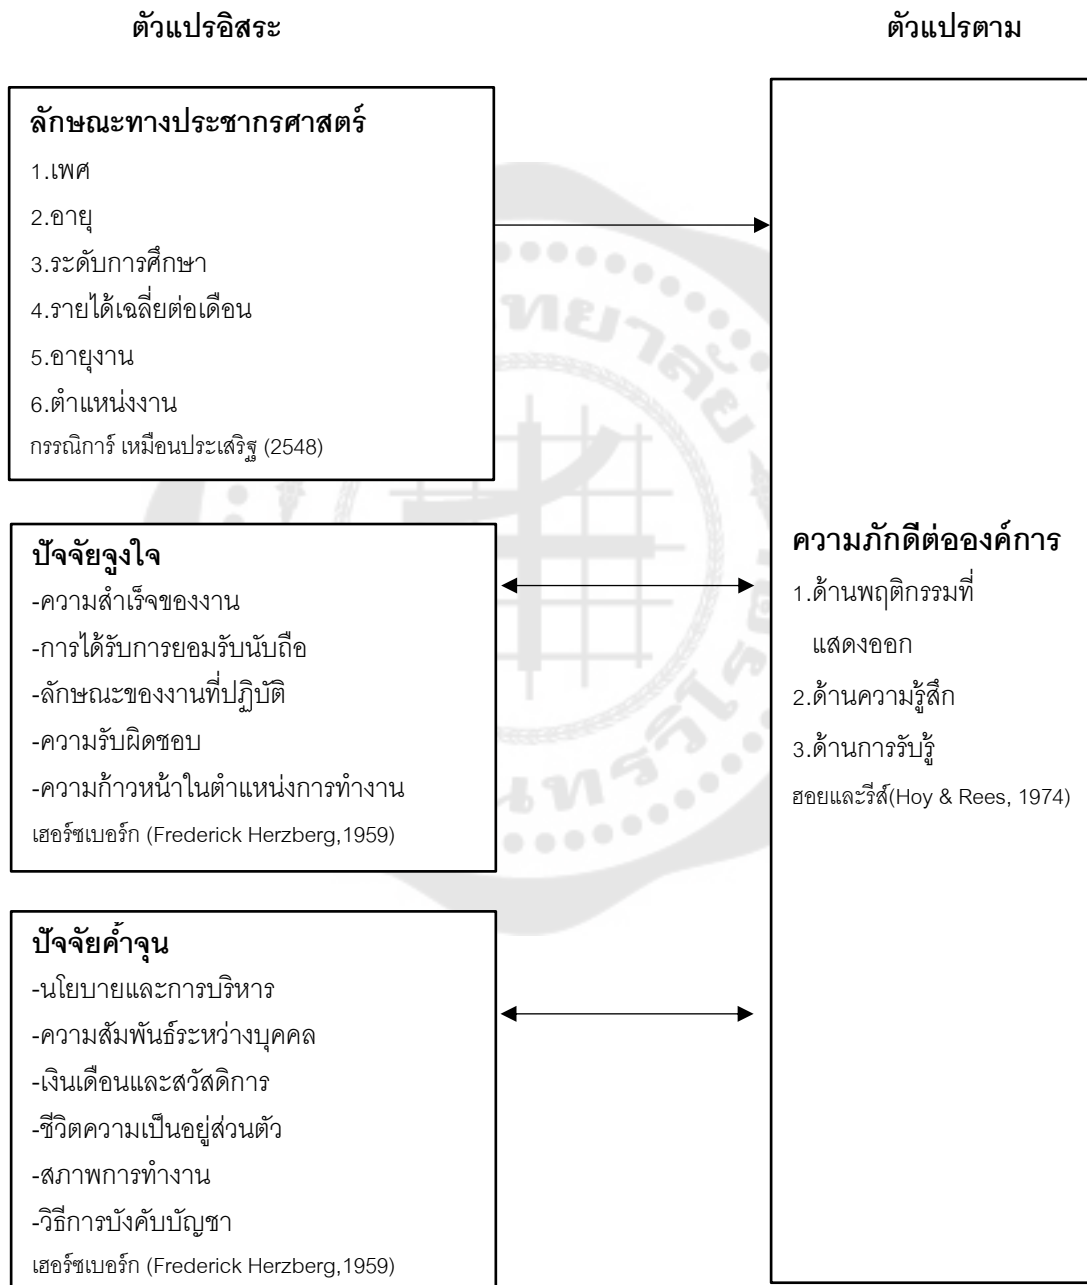 ตัวแปรอิสระ
ตัวแปรตาม
ลักษณะทางประชากรศาสตร์
1.เพศ
2.อายุ
3.ระดับการศึกษา
4.รายได้เฉลี่ยต่อเดือน
5.อายุงาน
6.ตำแหน่งงาน
กรรณิการ์ เหมือนประเสริฐ (2548)
ปัจจัยจูงใจ
-ความสำเร็จของงาน
-การได้รับการยอมรับนับถือ
-ลักษณะของงานที่ปฏิบัติ
-ความรับผิดชอบ
-ความก้าวหน้าในตำแหน่งการทำงาน
เฮอร์ซเบอร์ก (Frederick Herzberg,1959)
ปัจจัยค้ำจุน
-นโยบายและการบริหาร
-ความสัมพันธ์ระหว่างบุคคล
-เงินเดือนและสวัสดิการ
-ชีวิตความเป็นอยู่ส่วนตัว
-สภาพการทำงาน
-วิธีการบังคับบัญชา
เฮอร์ซเบอร์ก (Frederick Herzberg,1959)
ความภักดีต่อองค์การ
1.ด้านพฤติกรรมที่
แสดงออก
2.ด้านความรู้สึก
3.ด้านการรับรู้
ฮอยและรีส์(Hoy & Rees, 1974)